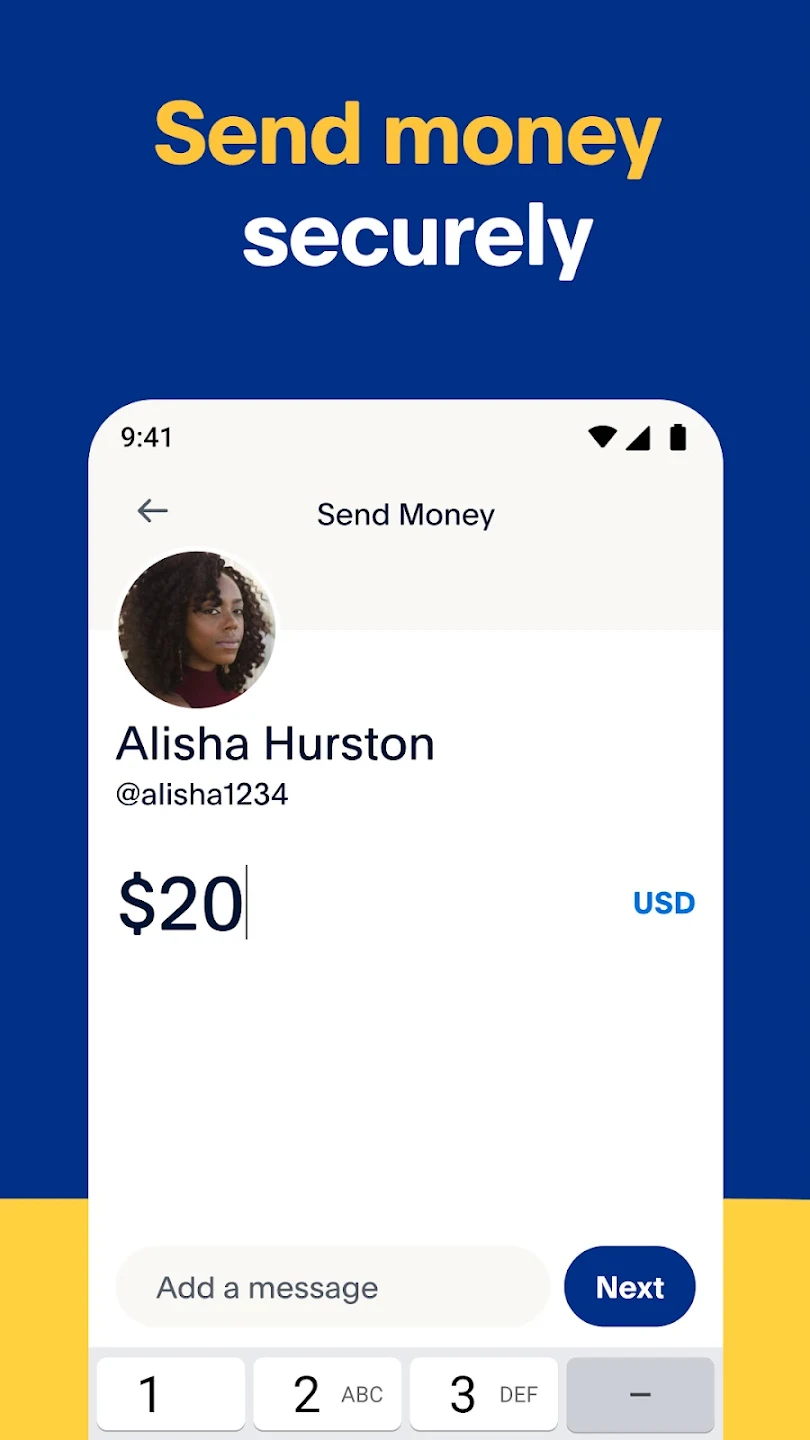 Send money
securely
9:41
Send Money
Alisha Hurston
@alisha1234
$20
USD
Add a message
Next
1
2 ABC
3 DEF
–